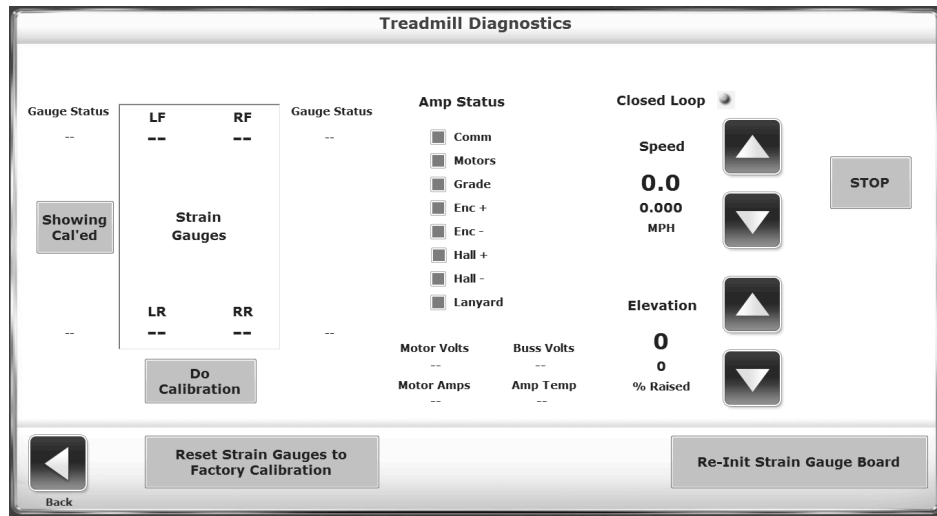 Treadmill Diagnostics
Gauge Status
--
LF RF
-- --
Gauge Status
--
Showing
Cal'ed
Strain
Gauges
LR RR
-- --
--
--
Do
Calibration
Amp Status
Comm
Motors
Grade
Enc +
Enc -
Hall +
Hall -
Lanyard
Motor Volts Buss Volts
-- --
Motor Amps Amp Temp
-- --
Closed Loop
Speed
0.0
0.000
MPH
Elevation
0
0
% Raised
STOP
Back
Reset Strain Gauges to
Factory Calibration
Re-Init Strain Gauge Board